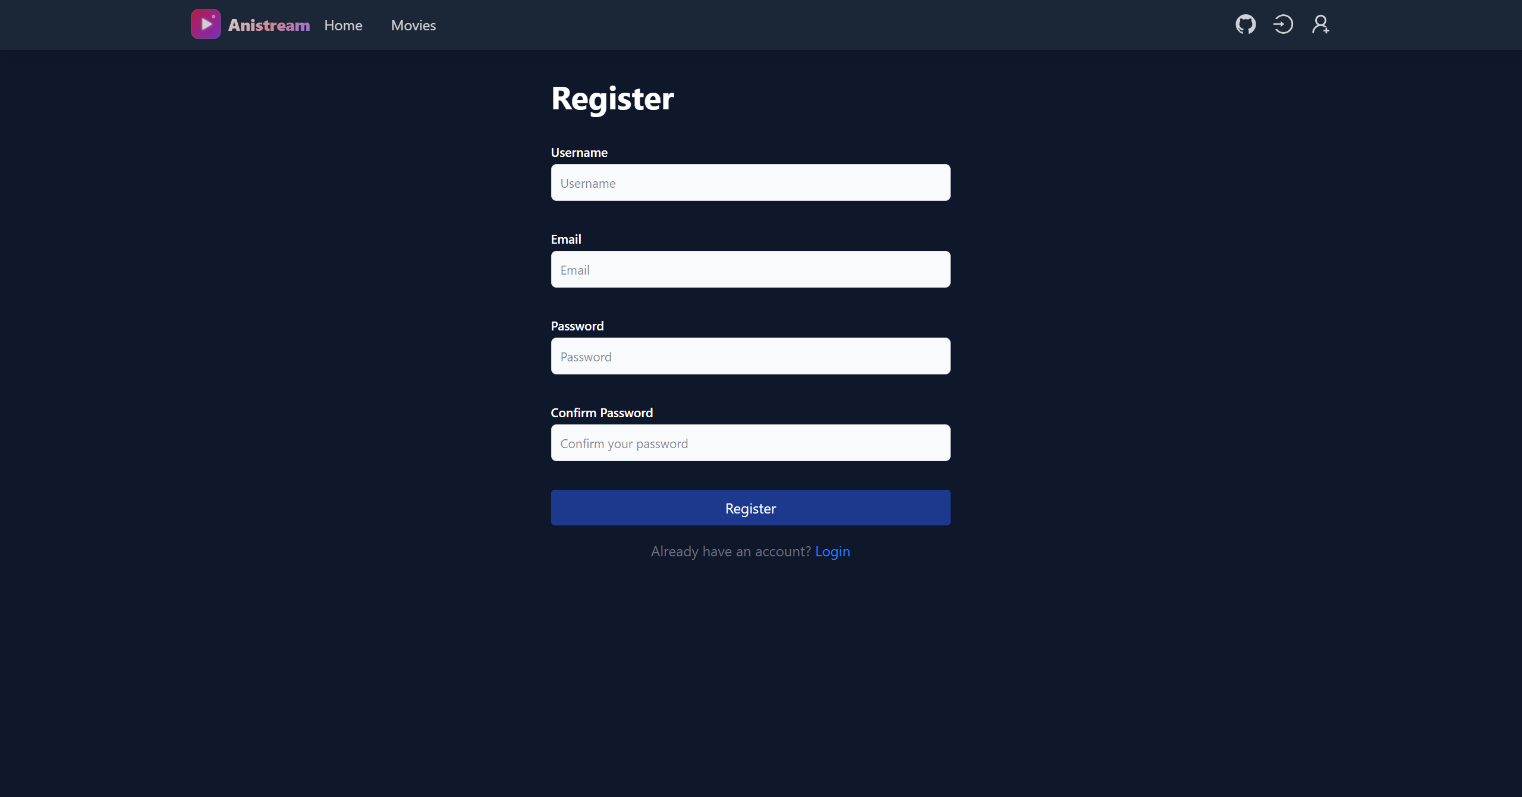 Anistream Home Movies
Register
Username
Username
Email
Email
Password
Password
Confirm Password
Confirm your password
Register
Already have an account? Login